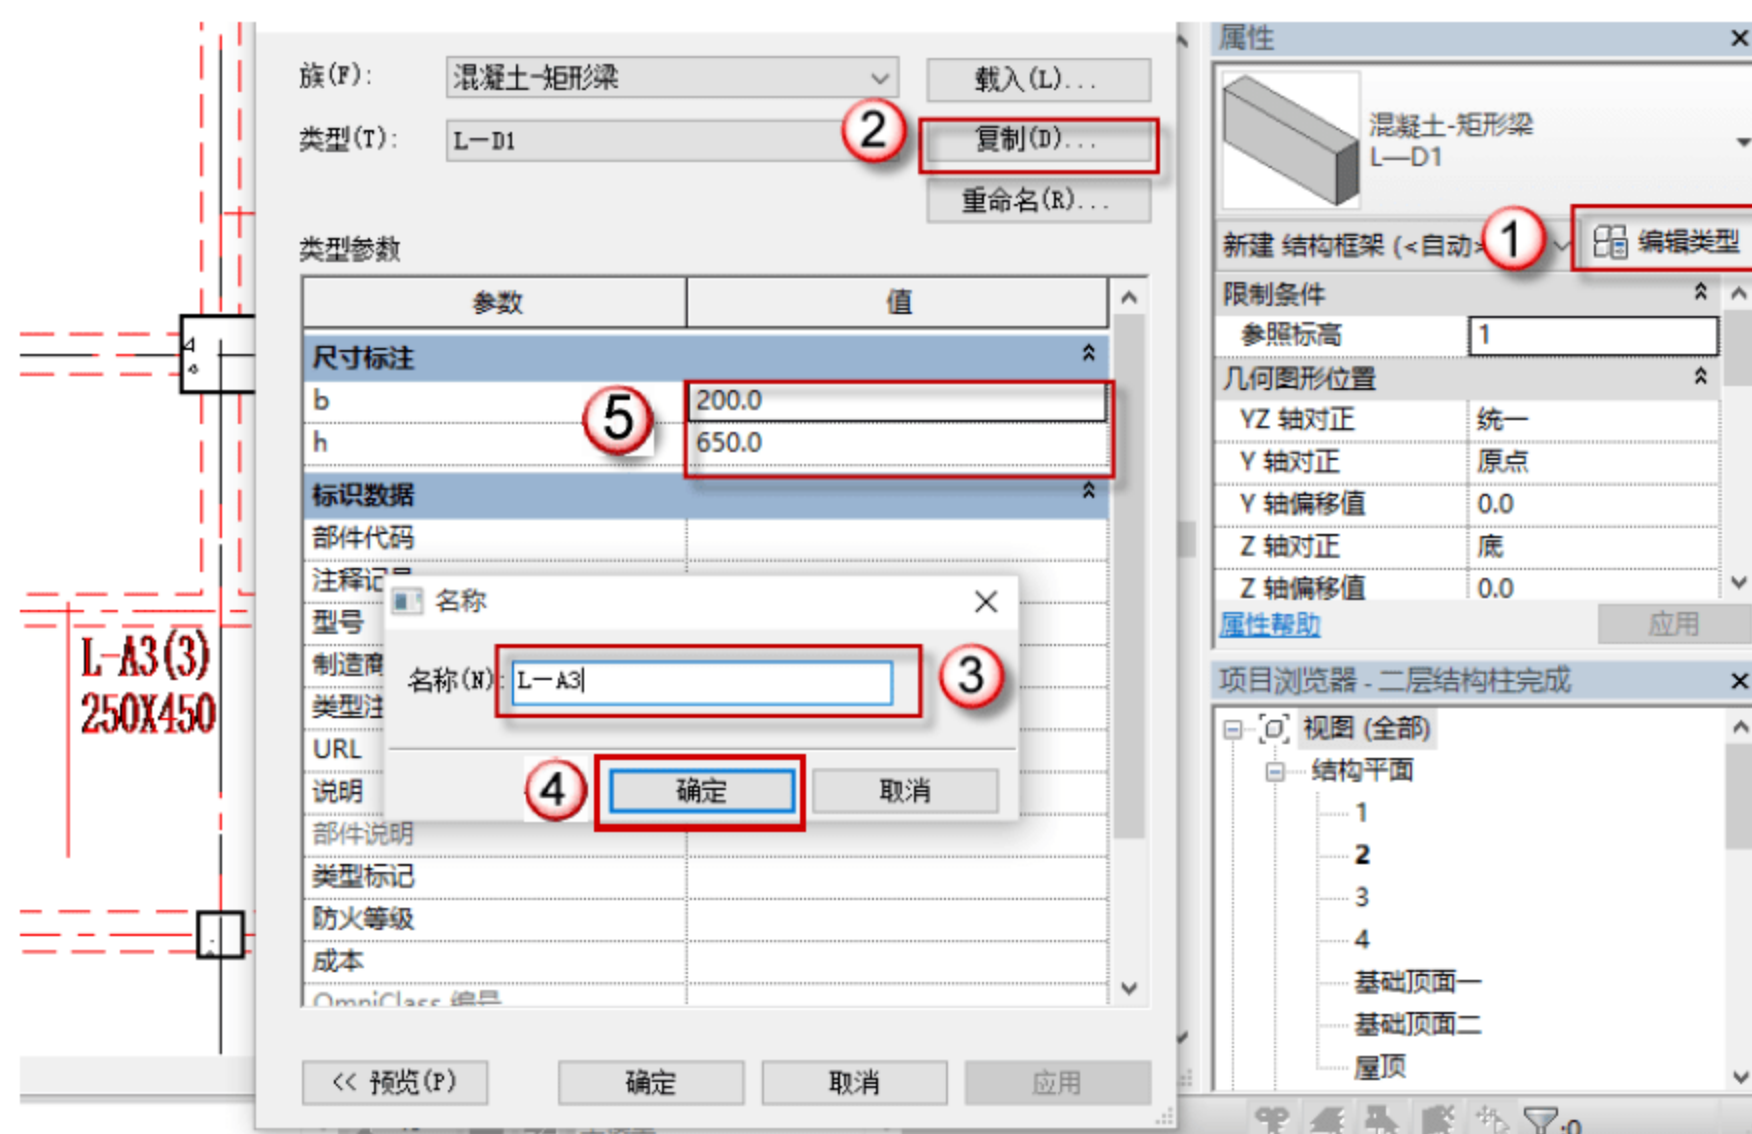 L-A3(3)
250X450
族(F):
混凝土-矩形梁
载入(L)...
类型(T):
L—D1
2
复制(D)...
重命名(R)...
类型参数
参数
值
尺寸标注
b
200.0
5
h
650.0
标识数据
部件代码
注释记
型号
制造商
类型注
URL
说明
部件说明
类型标记
防火等级
成本
OmniClass 编号
名称
名称(N):
L—A3
3
4
确定
取消
<< 预览(P)
确定
取消
应用
属性
混凝土-矩形梁
L—D1
新建 结构框架 (<自动>
1
编辑类型
限制条件
参照标高
1
几何图形位置
YZ 轴对正
统一
Y 轴对正
原点
Y 轴偏移值
0.0
Z 轴对正
底
Z 轴偏移值
0.0
属性帮助
应用
项目浏览器 - 二层结构柱完成
视图 (全部)
结构平面
1
2
3
4
基础顶面一
基础顶面二
屋顶
:0